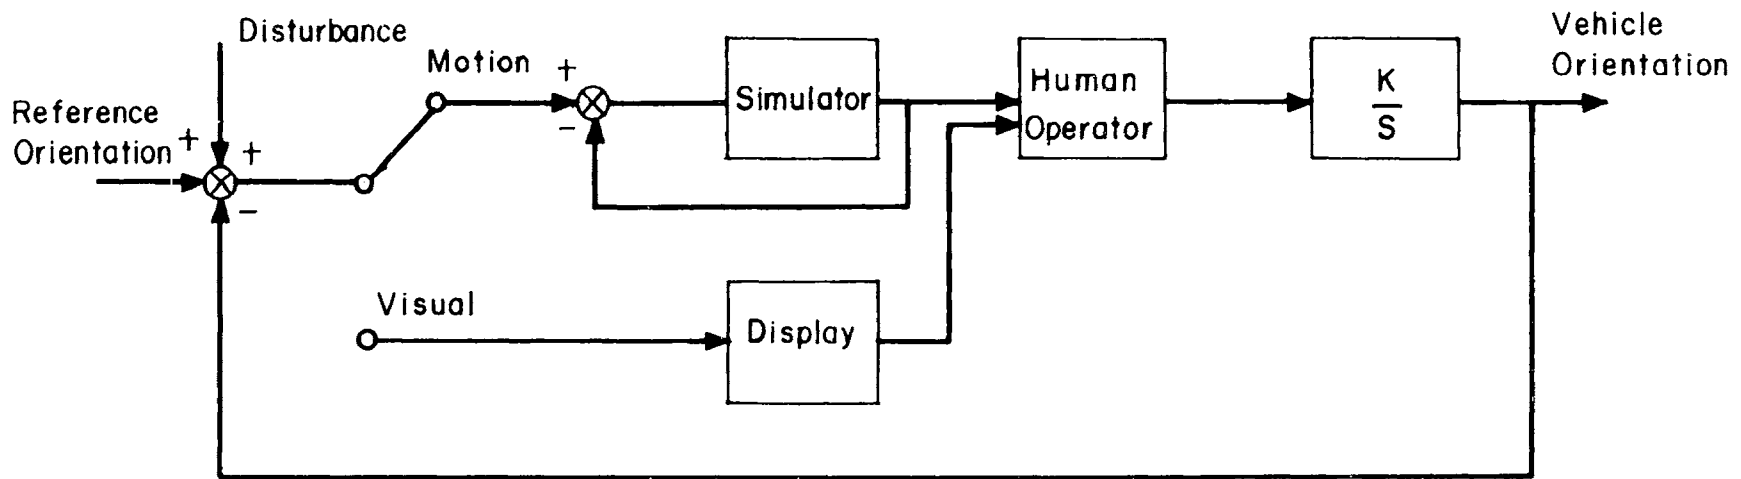 Disturbance
Reference
Orientation
+
+
-
Motion
+
-
Simulator
Human
Operator
K
S
Vehicle
Orientation
Visual
Display